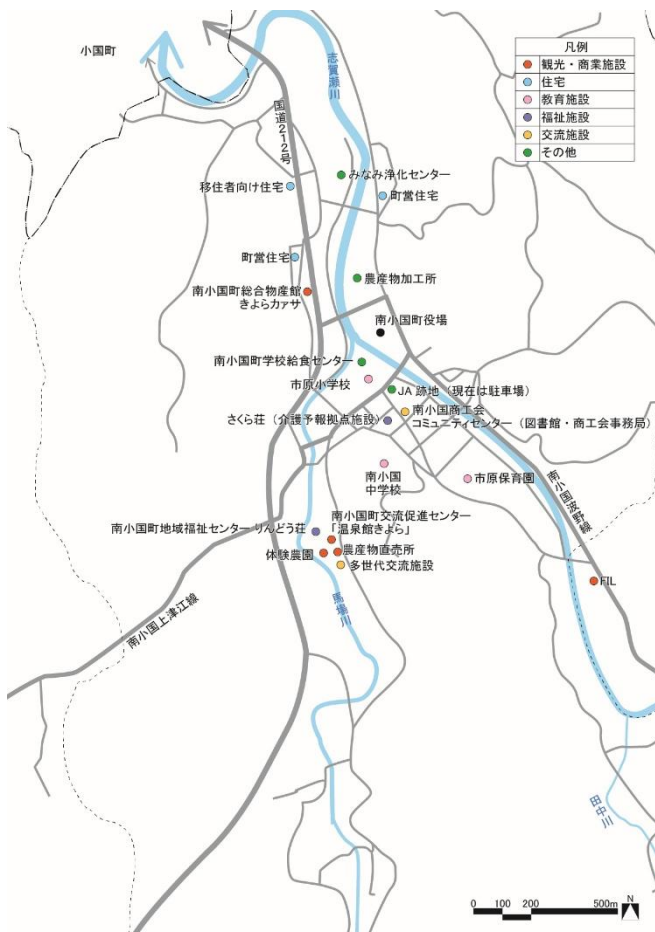 小国町
凡例
観光・商業施設
住宅
教育施設
福祉施設
交流施設
その他
志賀瀬川
国道212号
みなみ浄化センター
移住者向け住宅
町営住宅
町営住宅
農産物加工所
南小国町総合物産館
きよらカァサ
南小国町役場
南小国町学校給食センター
市原小学校
JA跡地（現在は駐車場）
南小国商工会
コミュニティセンター（図書館・商工会事務局）
さくら荘（介護予報拠点施設）
南小国
中学校
市原保育園
南小国波野線
南小国町地域福祉センター りんどう荘
南小国町交流促進センター
「温泉館きよら」
体験農園
農産物直売所
多世代交流施設
FIL
馬場川
南小国上津江線
田中川
0 100 200 500m
N